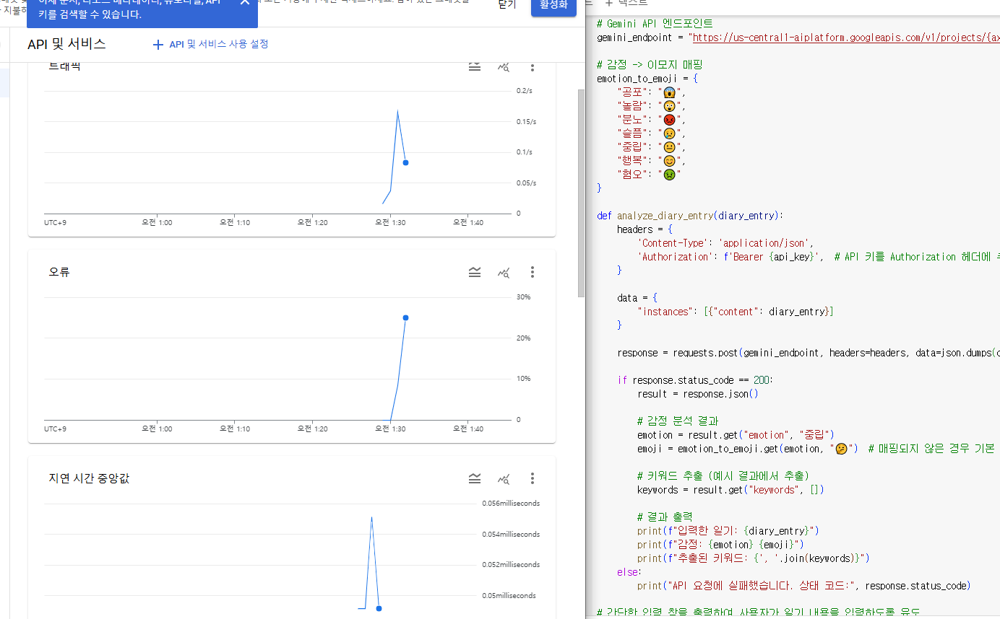 키를 검색할 수 있습니다.
닫기
활성화
API 및 서비스
+ API 및 서비스 사용 설정
트래픽
0.2/s
0.15/s
0.1/s
0.05/s
0
UTC+9
오전 1:00
오전 1:10
오전 1:20
오전 1:30
오전 1:40
오류
30%
20%
10%
0
UTC+9
오전 1:00
오전 1:10
오전 1:20
오전 1:30
오전 1:40
지연 시간 중앙값
0.056milliseconds
0.054milliseconds
0.052milliseconds
0.05milliseconds
+ 텍스트
# Gemini API 엔드포인트
gemini_endpoint = "https://us-central1-aiplatform.googleapis.com/v1/projects/{ax
# 감정 -> 이모지 매핑
emotion_to_emoji = {
"공포": "😱",
"놀람": "😲",
"분노": "😡",
"슬픔": "😢",
"중립": "😐",
"행복": "😊",
"혐오": "🤢"
}
def analyze_diary_entry(diary_entry):
headers = {
'Content-Type': 'application/json',
'Authorization': f'Bearer {api_key}', # API 키를 Authorization 헤더에
}
data = {
"instances": [{"content": diary_entry}]
}
response = requests.post(gemini_endpoint, headers=headers, data=json.dumps(
if response.status_code == 200:
result = response.json()
# 감정 분석 결과
emotion = result.get("emotion", "중립")
emoji = emotion_to_emoji.get(emotion, "🤔") # 매핑되지 않은 경우 기본
# 키워드 추출 (예시 결과에서 추출)
keywords = result.get("keywords", [])
# 결과 출력
print(f"입력한 일기: {diary_entry}")
print(f"감정: {emotion} {emoji}")
print(f"추출된 키워드: {', '.join(keywords)}")
else:
print("API 요청에 실패했습니다. 상태 코드:", response.status_code)
# 간단한 입력 창을 출력하여 사용자가 일기 내용을 입력하도록 유도